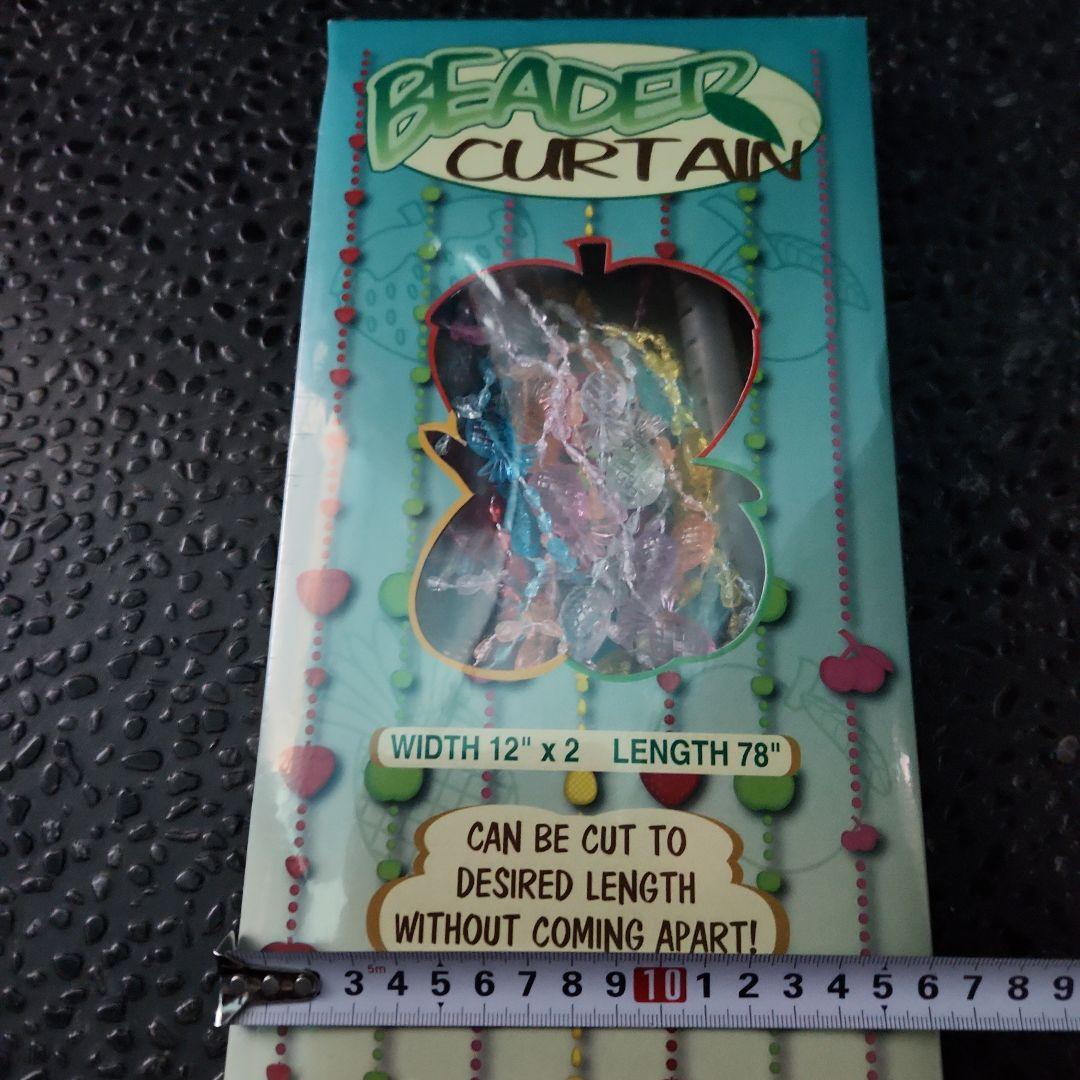 BEADED
CURTAIN
WIDTH 12" x 2 LENGTH 78"
CAN BE CUT TO
DESIRED LENGTH
WITHOUT COMING APART!
5m
3 4 5 6 7 8 9 10 1 2 3 4 5 6 7 8 9